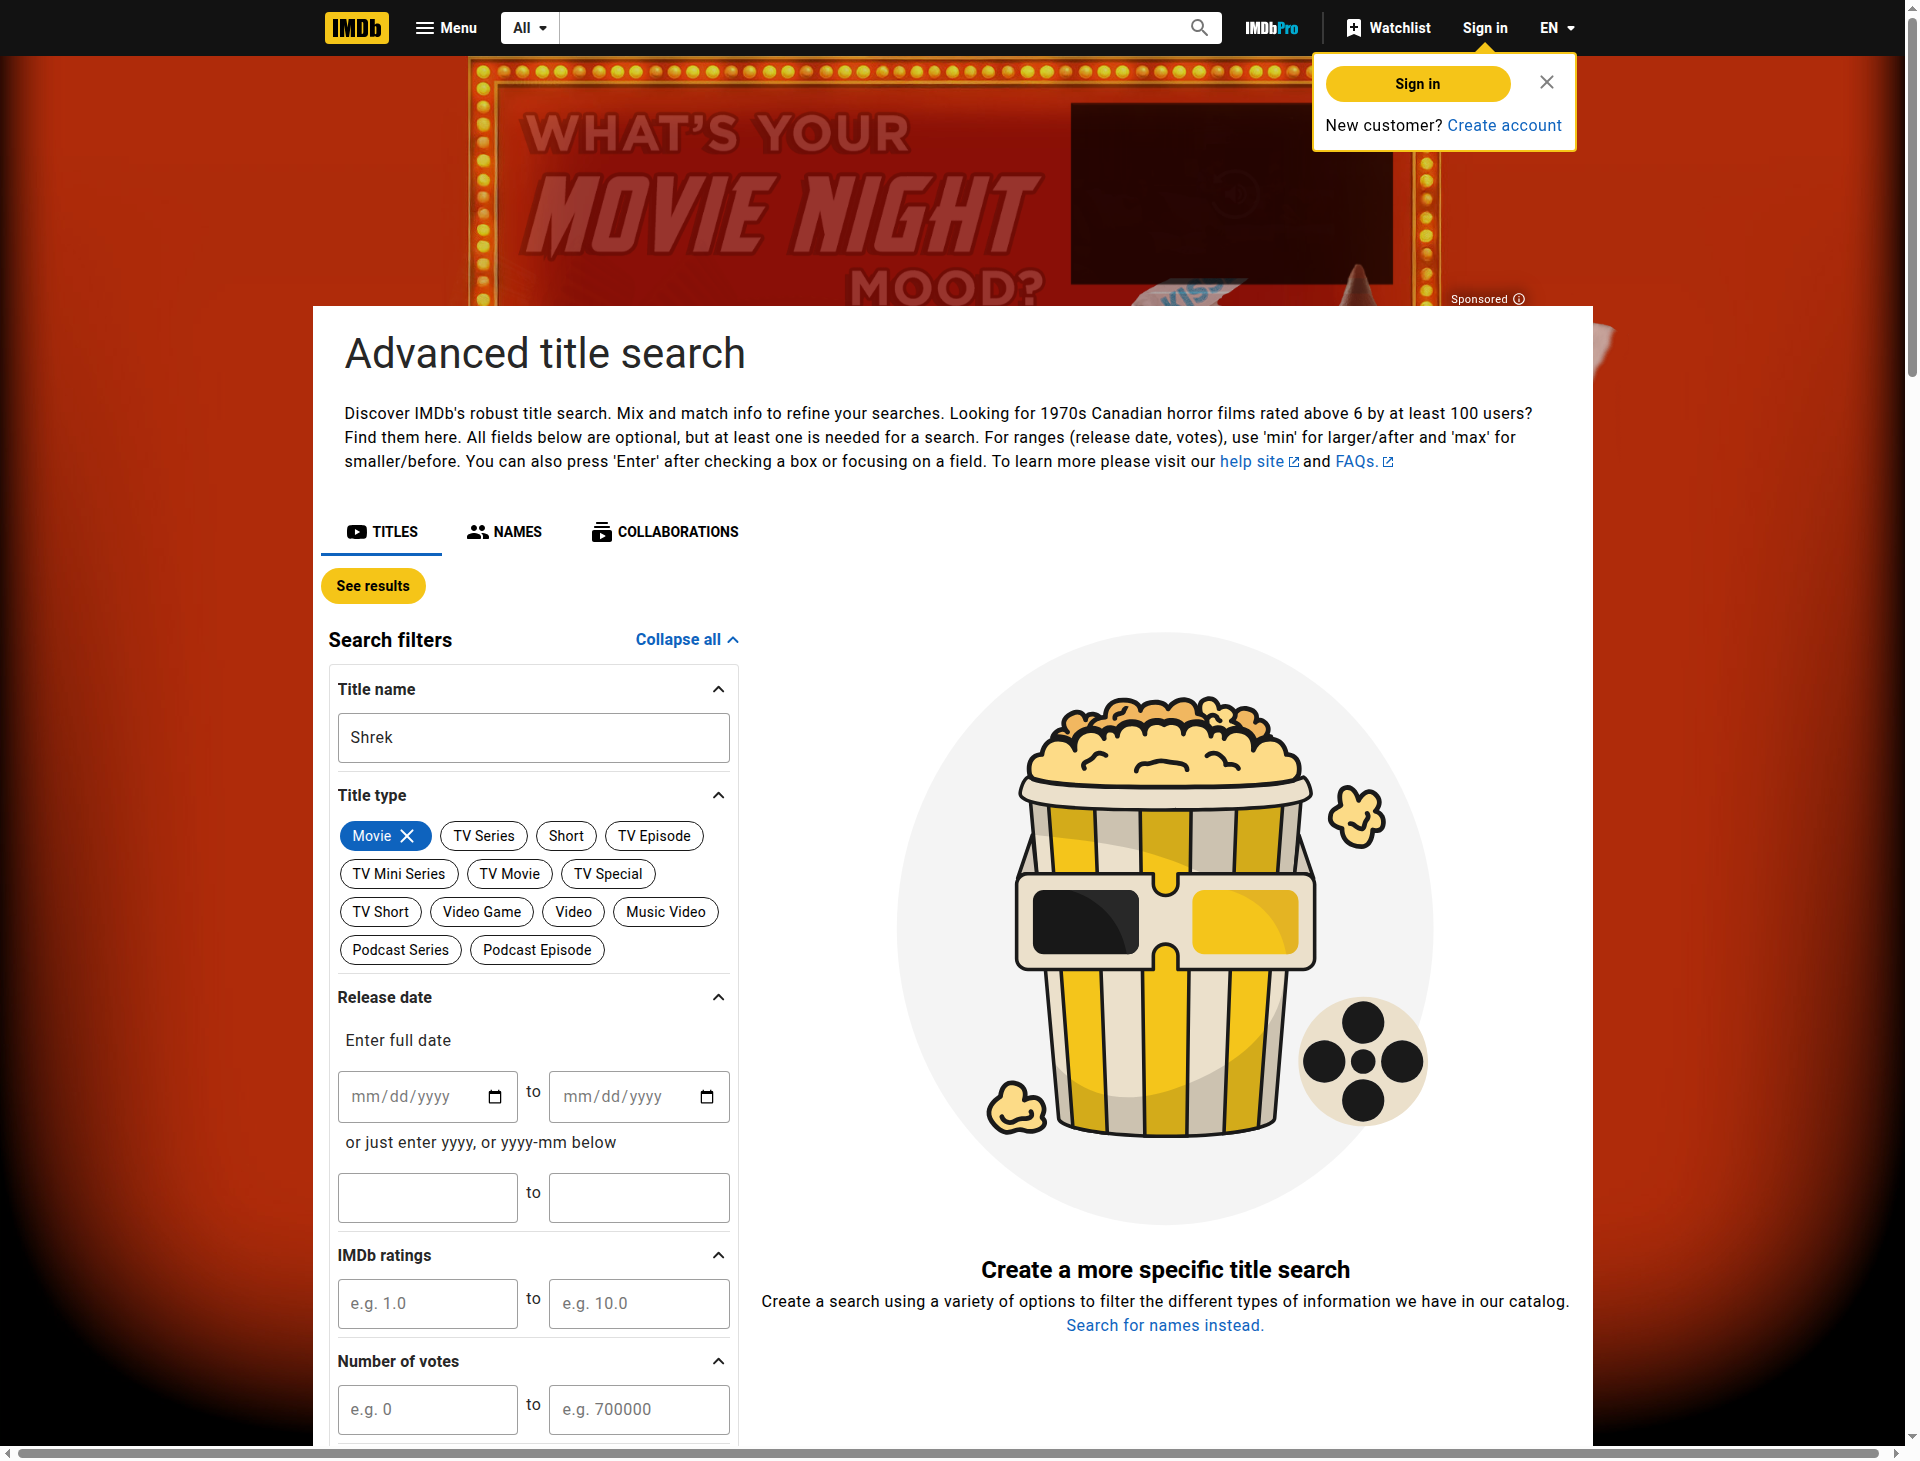 IMDb Menu All IMDbPro Watchlist Sign in EN
Sign in
New customer? Create account
WHAT'S YOUR
MOVIE NIGHT
MOOD?
KISS
Sponsored
Advanced title search
Discover IMDb's robust title search. Mix and match info to refine your searches. Looking for 1970s Canadian horror films rated above 6 by at least 100 users?
Find them here. All fields below are optional, but at least one is needed for a search. For ranges (release date, votes), use 'min' for larger/after and 'max' for
smaller/before. You can also press 'Enter' after checking a box or focusing on a field. To learn more please visit our help site and FAQs.
TITLES NAMES COLLABORATIONS
See results
Search filters Collapse all
Title name
Shrek
Title type
Movie TV Series Short TV Episode
TV Mini Series TV Movie TV Special
TV Short Video Game Video Music Video
Podcast Series Podcast Episode
Release date
Enter full date
mm/dd/yyyy to mm/dd/yyyy
or just enter yyyy, or yyyy-mm below
to
IMDb ratings
e.g. 1.0 to e.g. 10.0
Number of votes
e.g. 0 to e.g. 700000
Create a more specific title search
Create a search using a variety of options to filter the different types of information we have in our catalog.
Search for names instead.